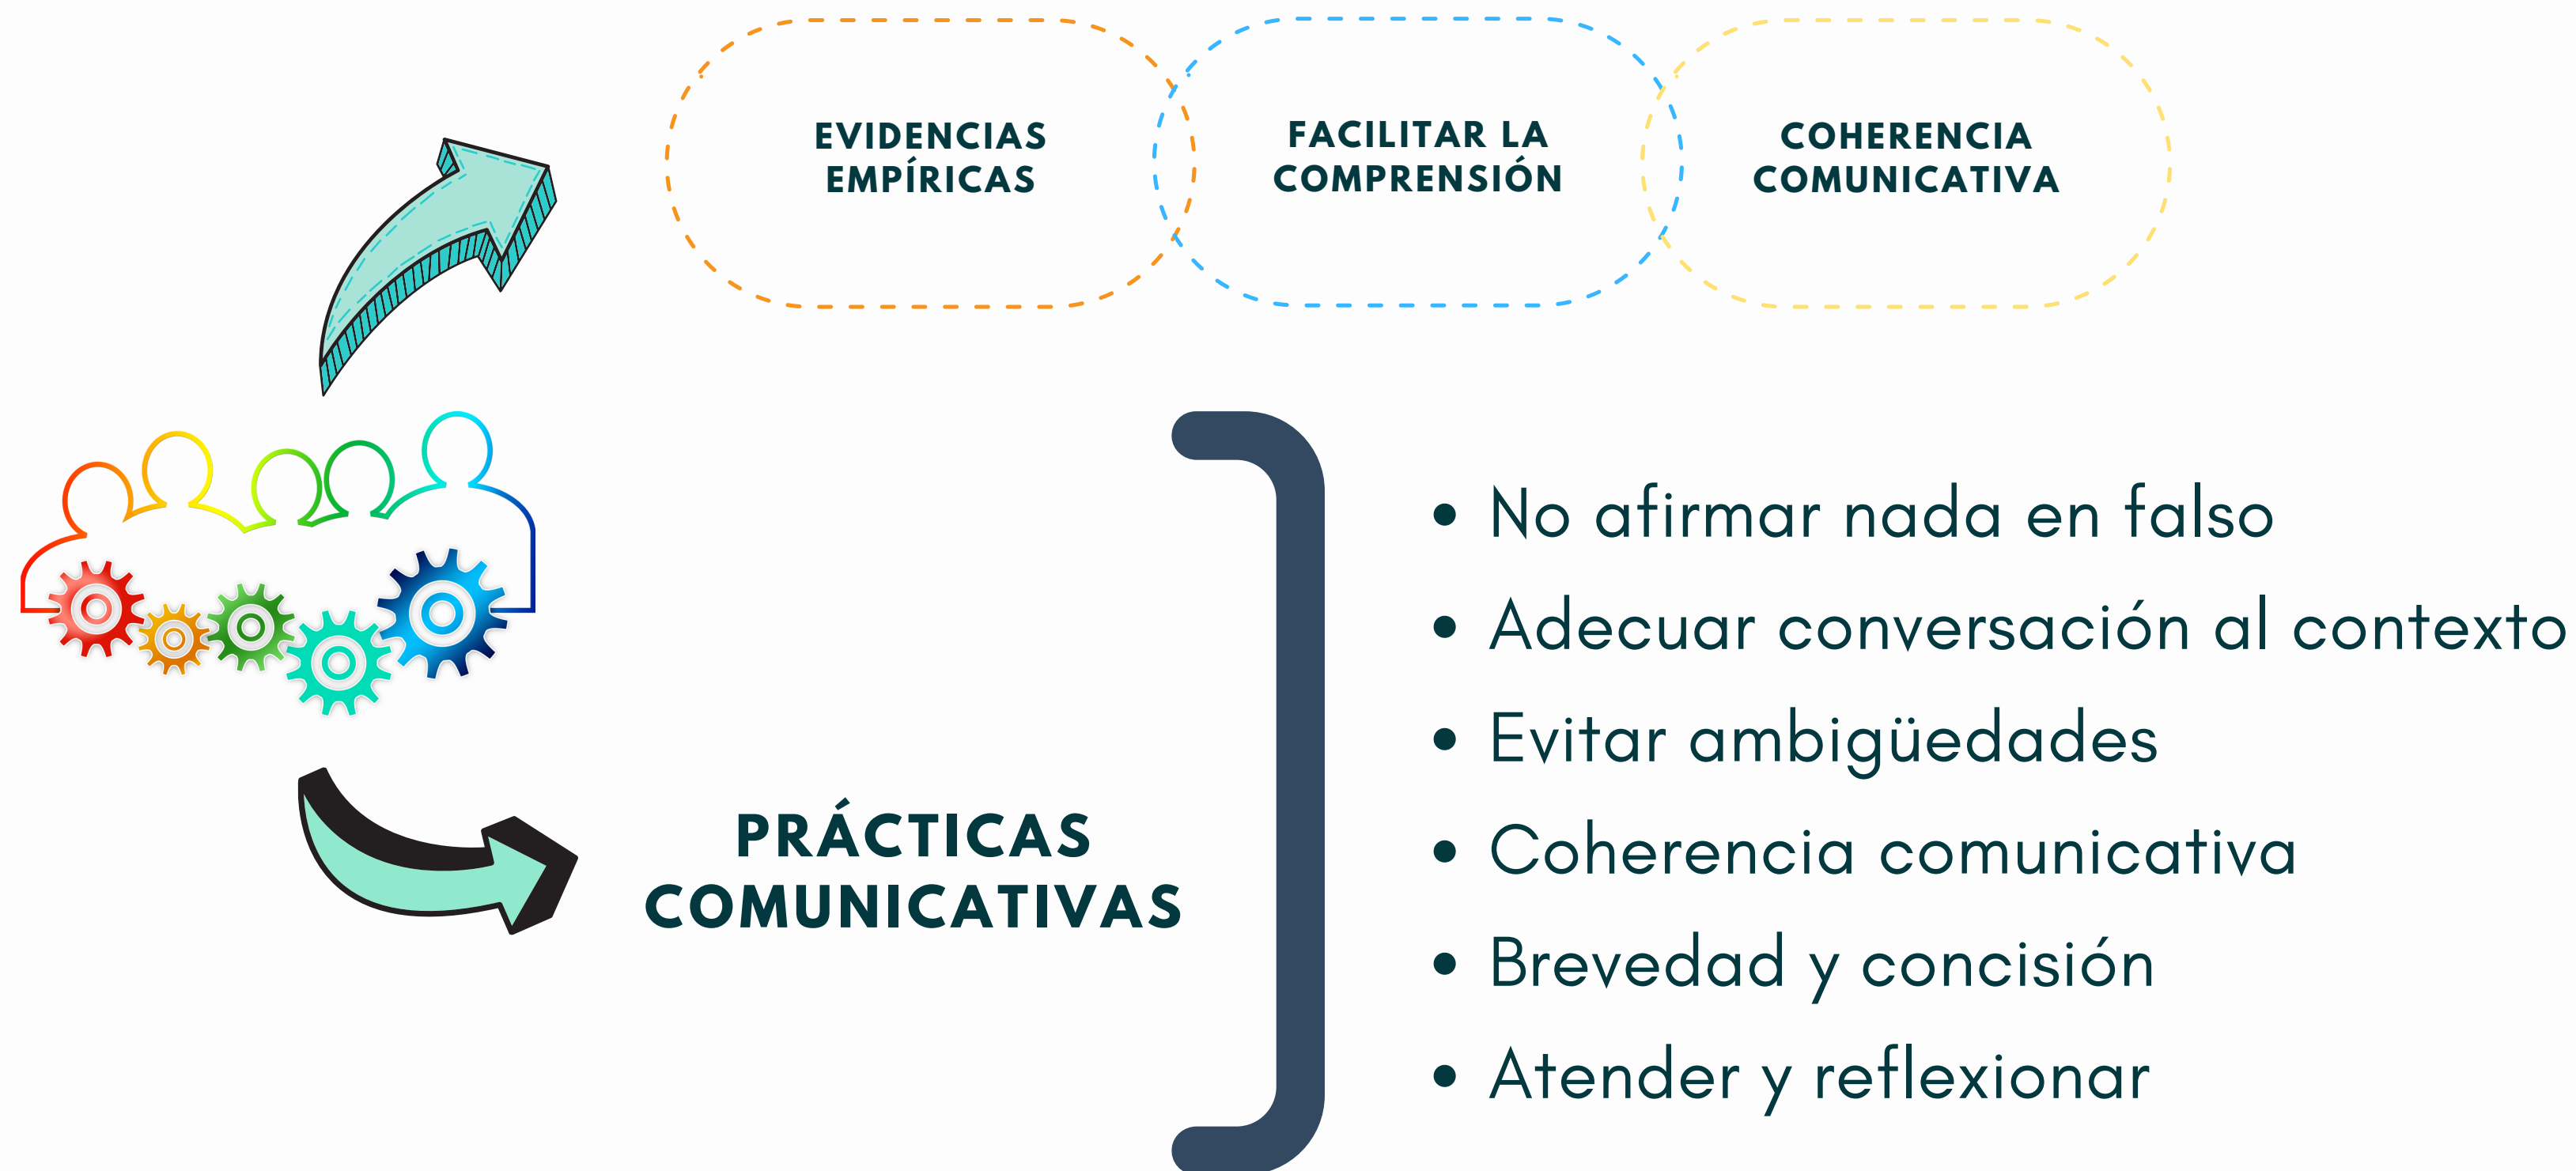 EVIDENCIAS
EMPÍRICAS
FACILITAR LA
COMPRENSIÓN
COHERENCIA
COMUNICATIVA
PRÁCTICAS
COMUNICATIVAS
• No afirmar nada en falso
• Adecuar conversación al contexto
• Evitar ambigüedades
• Coherencia comunicativa
• Brevedad y concisión
• Atender y reflexionar